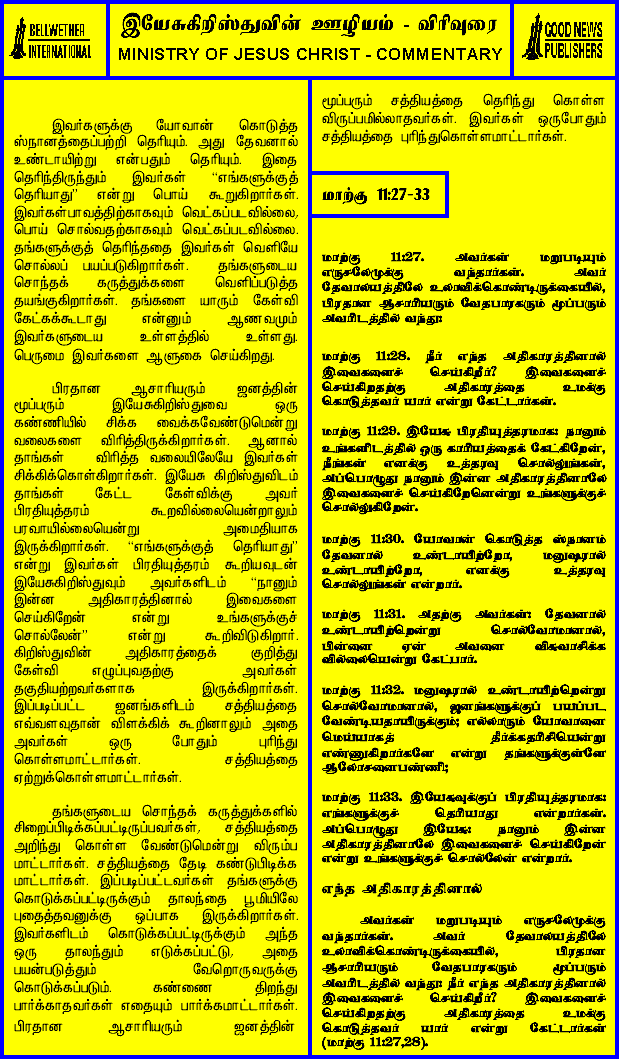 BELLWETHER
INTERNATIONAL
இயேசுகிறிஸ்துவின் ஊழியம் - விரிவுரை
MINISTRY OF JESUS CHRIST - COMMENTARY
GOOD NEWS
PUBLISHERS
இவர்களுக்கு யோவான் கொடுத்த
ஸ்நானத்தைப்பற்றி தெரியும். அது தேவனால்
உண்டாயிற்று என்பதும் தெரியும். இதை
தெரிந்திருந்தும் இவர்கள் “எங்களுக்குத்
தெரியாது” என்று பொய் கூறுகிறார்கள்.
இவர்கள்பாவத்திற்காகவும் வெட்கப்படவில்லை,
பொய் சொல்வதற்காகவும் வெட்கப்படவில்லை.
தங்களுக்குத் தெரிந்ததை இவர்கள் வெளியே
சொல்லப் பயப்படுகிறார்கள். தங்களுடைய
சொந்தக் கருத்துக்களை வெளிப்படுத்த
தயங்குகிறார்கள். தங்களை யாரும் கேள்வி
கேட்கக்கூடாது என்னும் ஆணவமும்
இவர்களுடைய உள்ளத்தில் உள்ளது.
பெருமை இவர்களை ஆளுகை செய்கிறது.
பிரதான ஆசாரியரும் ஜனத்தின்
மூப்பரும் இயேசுகிறிஸ்துவை ஒரு
கண்ணியில் சிக்க வைக்கவேண்டுமென்று
வலைகளை விரித்திருக்கிறார்கள். ஆனால்
தாங்கள் விரித்த வலையிலேயே இவர்கள்
சிக்கிக்கொள்கிறார்கள். இயேசு கிறிஸ்துவிடம்
தாங்கள் கேட்ட கேள்விக்கு அவர்
பிரதியுத்தரம் கூறவில்லையென்றாலும்
பரவாயில்லையென்று அமைதியாக
இருக்கிறார்கள். “எங்களுக்குத் தெரியாது”
என்று இவர்கள் பிரதியுத்தரம் கூறியவுடன்
இயேசுகிறிஸ்துவும் அவர்களிடம் “நானும்
இன்ன அதிகாரத்தினால் இவைகளை
செய்கிறேன் என்று உங்களுக்குச்
சொல்லேன்” என்று கூறிவிடுகிறார்.
கிறிஸ்துவின் அதிகாரத்தைக் குறித்து
கேள்வி எழுப்புவதற்கு அவர்கள்
தகுதியற்றவர்களாக இருக்கிறார்கள்.
இப்படிப்பட்ட ஜனங்களிடம் சத்தியத்தை
எவ்வளவுதான் விளக்கிக் கூறினாலும் அதை
அவர்கள் ஒரு போதும் புரிந்து
கொள்ளமாட்டார்கள். சத்தியத்தை
ஏற்றுக்கொள்ளமாட்டார்கள்.
தங்களுடைய சொந்தக் கருத்துக்களில்
சிறைப்பிடிக்கப்பட்டிருப்பவர்கள், சத்தியத்தை
அறிந்து கொள்ள வேண்டுமென்று விரும்ப
மாட்டார்கள். சத்தியத்தை தேடி கண்டுபிடிக்க
மாட்டார்கள். இப்படிப்பட்டவர்கள் தங்களுக்கு
கொடுக்கப்பட்டிருக்கும் தாலந்தை பூமியிலே
புதைத்தவனுக்கு ஒப்பாக இருக்கிறார்கள்.
இவர்களிடம் கொடுக்கப்பட்டிருக்கும் அந்த
ஒரு தாலந்தும் எடுக்கப்பட்டு, அதை
பயன்படுத்தும் வேறொருவருக்கு
கொடுக்கப்படும். கண்ணை திறந்து
பார்க்காதவர்கள் எதையும் பார்க்கமாட்டார்கள்.
பிரதான ஆசாரியரும் ஜனத்தின்
மூப்பரும் சத்தியத்தை தெரிந்து கொள்ள
விருப்பமில்லாதவர்கள். இவர்கள் ஒருபோதும்
சத்தியத்தை புரிந்துகொள்ளமாட்டார்கள்.
மாற்கு 11:27-33
மாற்கு 11:27. அவர்கள் மறுபடியும்
எருசலேமுக்கு வந்தார்கள். அவர்
தேவாலயத்திலே உலாவிக்கொண்டிருக்கையில்,
பிரதான ஆசாரியரும் வேதபாரகரும் மூப்பரும்
அவரிடத்தில் வந்து:
மாற்கு 11:28. நீர் எந்த அதிகாரத்தினால்
இவைகளைச் செய்கிறீர்? இவைகளைச்
செய்கிறதற்கு அதிகாரத்தை உமக்கு
கொடுத்தவர் யார் என்று கேட்டார்கள்.
மாற்கு 11:29. இயேசு பிரதியுத்தரமாக: நானும்
உங்களிடத்தில் ஒரு காரியத்தைக் கேட்கிறேன்,
நீங்கள் எனக்கு உத்தரவு சொல்லுங்கள்,
அப்பொழுது நானும் இன்ன அதிகாரத்தினாலே
இவைகளைச் செய்கிறேனென்று உங்களுக்குச்
சொல்லுகிறேன்.
மாற்கு 11:30. யோவான் கொடுத்த ஸ்நானம்
தேவனால் உண்டாயிற்றோ, மனுஷரால்
உண்டாயிற்றோ, எனக்கு உத்தரவு
சொல்லுங்கள் என்றார்.
மாற்கு 11:31. அதற்கு அவர்கள்: தேவனால்
உண்டாயிற்றென்று சொல்வோமானால்,
பின்னை ஏன் அவனை விசுவாசிக்க
வில்லையென்று கேட்பார்.
மாற்கு 11:32. மனுஷரால் உண்டாயிற்றென்று
சொல்வோமானால், ஜனங்களுக்குப் பயப்பட
வேண்டியதாயிருக்கும்; எல்லாரும் யோவானை
மெய்யாகத் தீர்க்கதரிசியென்று
எண்ணுகிறார்களே என்று தங்களுக்குள்ளே
ஆலோசனைபண்ணி;
மாற்கு 11:33. இயேசுவுக்குப் பிரதியுத்தரமாக:
எங்களுக்குத் தெரியாது என்றார்கள்.
அப்பொழுது இயேசு: நானும் இன்ன
அதிகாரத்தினாலே இவைகளைச் செய்கிறேன்
என்று உங்களுக்குச் சொல்லேன் என்றார்.
எந்த அதிகாரத்தினால்
அவர்கள் மறுபடியும் எருசலேமுக்கு
வந்தார்கள். அவர் தேவாலயத்திலே
உலாவிக்கொண்டிருக்கையில், பிரதான
ஆசாரியரும் வேதபாரகரும் மூப்பரும்
அவரிடத்தில் வந்து: நீர் எந்த அதிகாரத்தினால்
இவைகளைச் செய்கிறீர்? இவைகளைச்
செய்கிறதற்கு அதிகாரத்தை உமக்கு
கொடுத்தவர் யார் என்று கேட்டார்கள்
(மாற்கு 11:27,28).